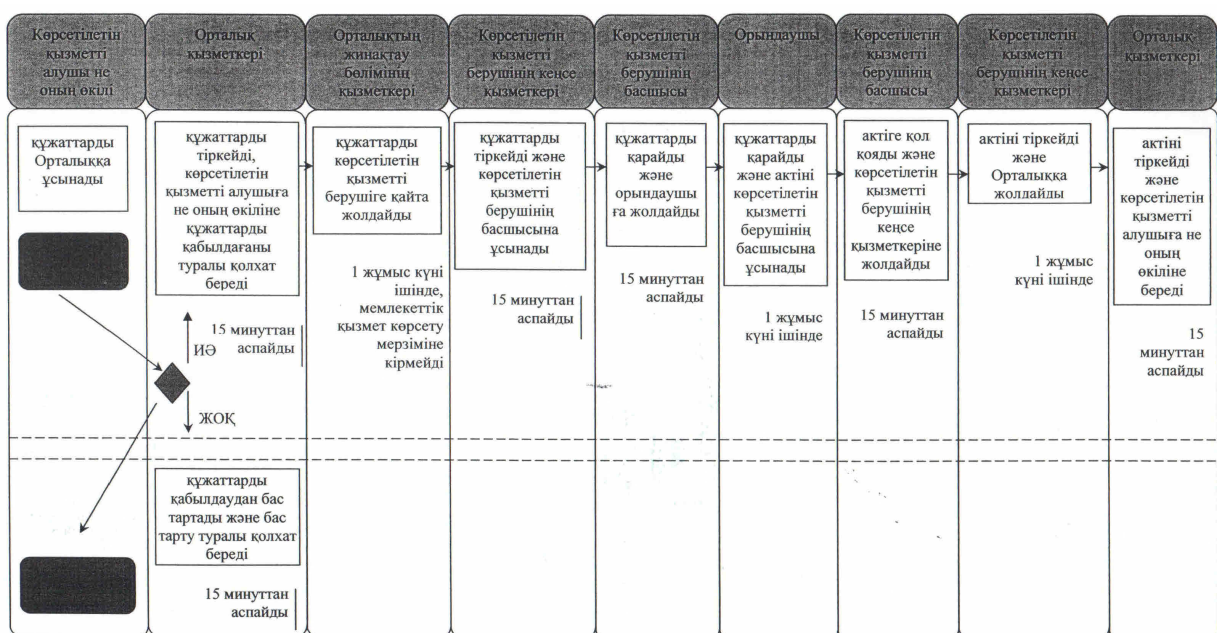 Көрсетілетін
қызметті
алушы не
оның өкілі
Орталық
қызметкері
Орталықтың
жинақтау
бөлімінің
қызметкері
Көрсетілетін
қызметті
берушінің кеңсе
қызметкері
Көрсетілетін
қызметті
берушінің
басшысы
Орындаушы
Көрсетілетін
қызметті
берушінің
басшысы
Көрсетілетін
қызметті
берушінің кеңсе
қызметкері
Орталық
қызметкері
құжаттарды
Орталыққа
ұсынады
құжаттарды
тіркейді,
көрсетілетін
қызметті алушыға
не оның өкіліне
құжаттарды
қабылдағаны
туралы қолхат
береді
15 минуттан
аспайды
ИӘ
ЖОҚ
құжаттарды
қабылдаудан бас
тартады және бас
тарту туралы қолхат
береді
15 минуттан
аспайды
құжаттарды
көрсетілетін
қызметті
берушіге қайта
жолдайды
1 жұмыс күні
ішінде,
мемлекеттік
қызмет көрсету
мерзіміне
кірмейді
құжаттарды
тіркейді және
көрсетілетін
қызметті
берушінің
басшысына
ұсынады
15 минуттан
аспайды
құжаттарды
қарайды
және
орындаушы
ға жолдайды
15 минуттан
аспайды
құжаттарды
қарайды
және актіні
көрсетілетін
қызметті
берушінің
басшысына
ұсынады
1 жұмыс
күні ішінде
актіге қол
қояды және
көрсетілетін
қызметті
берушінің
кеңсе
қызметкеріне
жолдайды
15 минуттан
аспайды
актіні тіркейді
және
Орталыққа
жолдайды
1 жұмыс
күні ішінде
актіні
тіркейді
және
көрсетілетін
қызметті
алушыға не
оның
өкіліне
береді
15
минуттан
аспайды